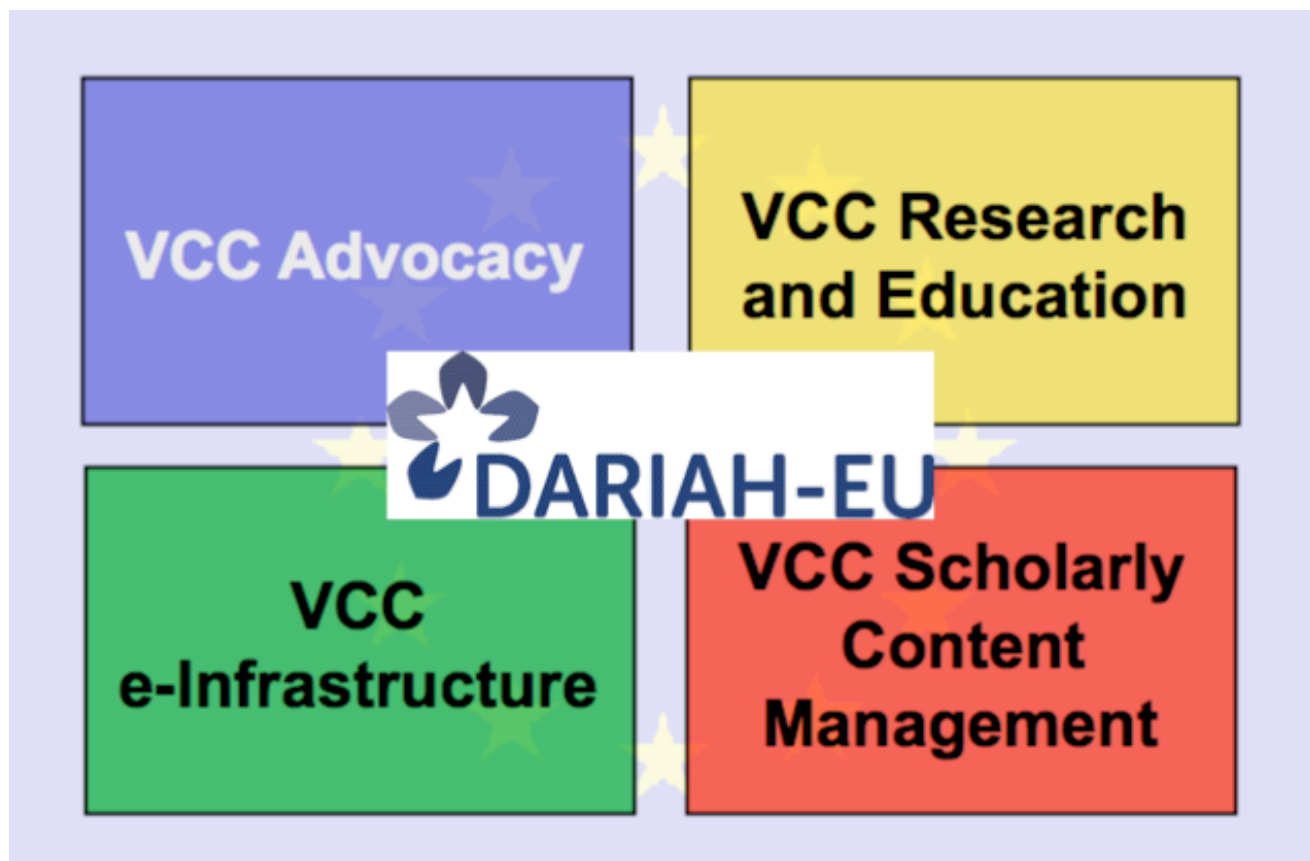 VCC Advocacy
VCC Research
and Education
DARIAH-EU
VCC
e-Infrastructure
VCC Scholarly
Content
Management